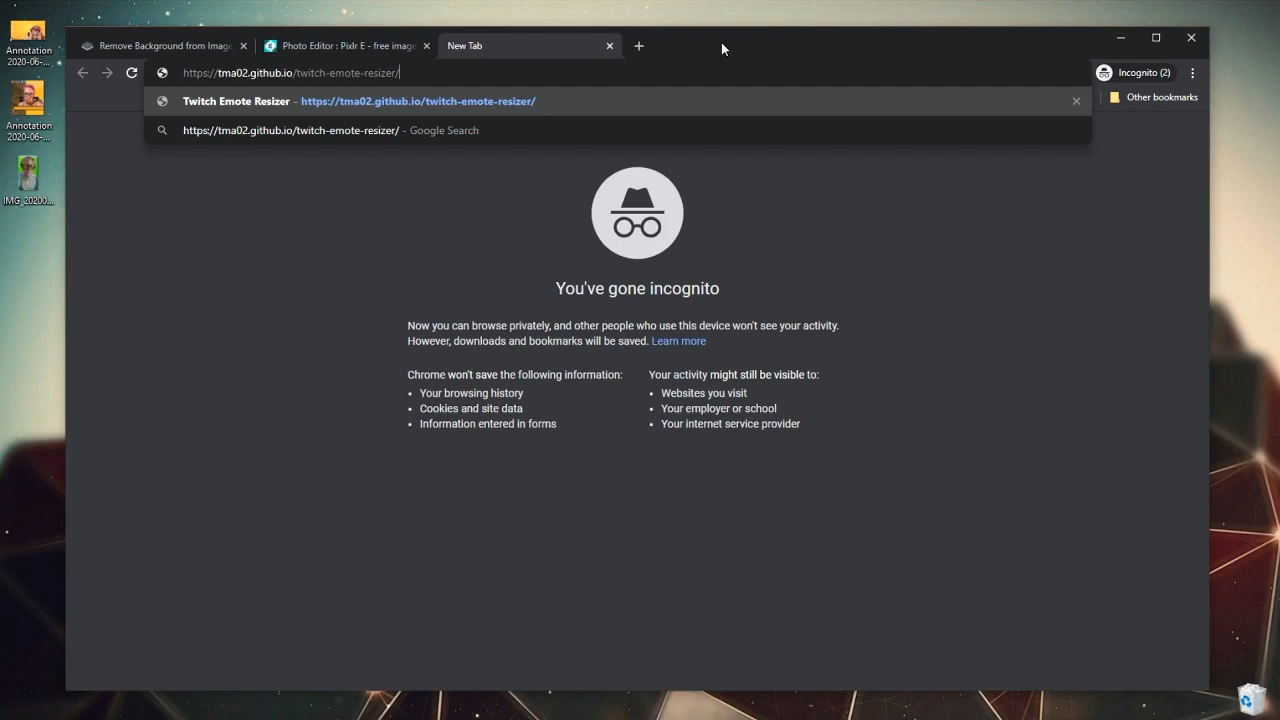 Annotation
2020-06-...
Annotation
2020-06-...
IMG_20200...
Remove Background from Image
Photo Editor : Pixlr E - free image
New Tab
https://tma02.github.io/twitch-emote-resizer/
Incognito (2)
Twitch Emote Resizer - https://tma02.github.io/twitch-emote-resizer/
https://tma02.github.io/twitch-emote-resizer/ - Google Search
Other bookmarks
You've gone incognito
Now you can browse privately, and other people who use this device won't see your activity.
However, downloads and bookmarks will be saved. Learn more
Chrome won't save the following information:
• Your browsing history
• Cookies and site data
• Information entered in forms
Your activity might still be visible to:
• Websites you visit
• Your employer or school
• Your internet service provider